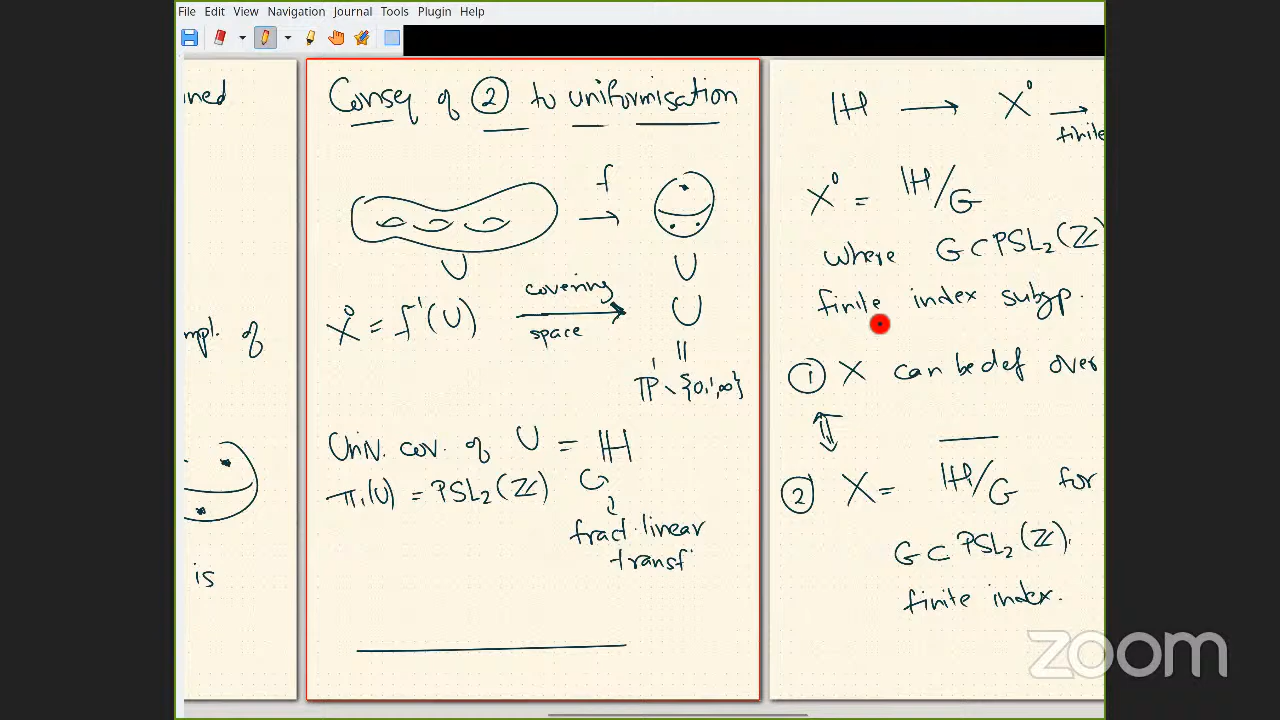 File Edit View Navigation Journal Tools Plugin Help
ned
mpl. of
is
Conseq of ② to uniformisation
f
∪
∪
X° = f⁻¹(U)
covering
space
U
||
P¹ \ {0,1,∞}
Univ. cov. of U = ℍ
π₁(U) = PSL₂(ℤ)
fract. linear
transf.
ℍ → X° →
finite
X° = ℍ/G
where G ⊂ PSL₂(ℤ)
finite index subgp.
① X can be def over
⇕
② X = ℍ/G for
G ⊂ PSL₂(ℤ).
finite index.
zoom